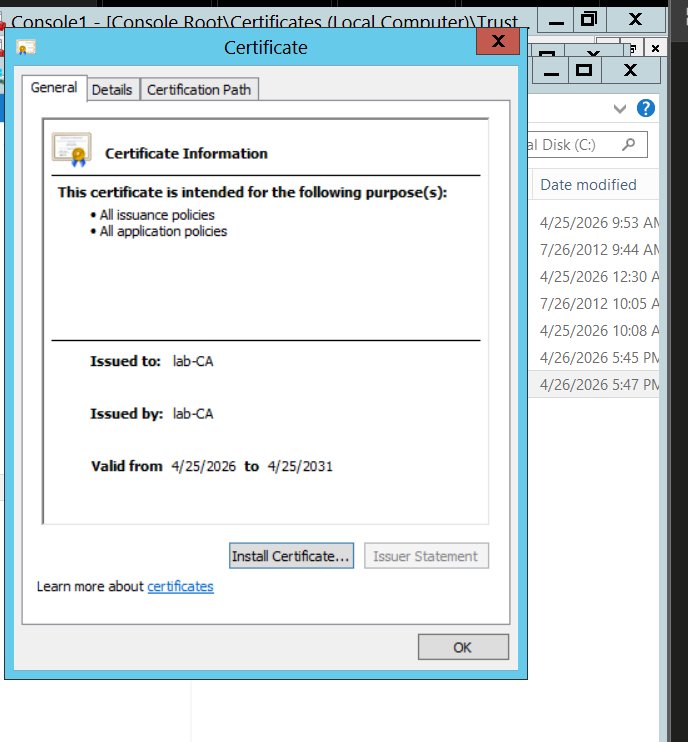 Console1 - [Console Root\Certificates (Local Computer)\Trust
Certificate
General
Details
Certification Path
Certificate Information
This certificate is intended for the following purpose(s):
• All issuance policies
• All application policies
Issued to: lab-CA
Issued by: lab-CA
Valid from 4/25/2026 to 4/25/2031
Install Certificate...
Issuer Statement
Learn more about certificates
OK
al Disk (C:)
Date modified
4/25/2026 9:53 AM
7/26/2012 9:44 AM
4/25/2026 12:30 A
7/26/2012 10:05 A
4/25/2026 10:08 A
4/26/2026 5:45 PM
4/26/2026 5:47 PM